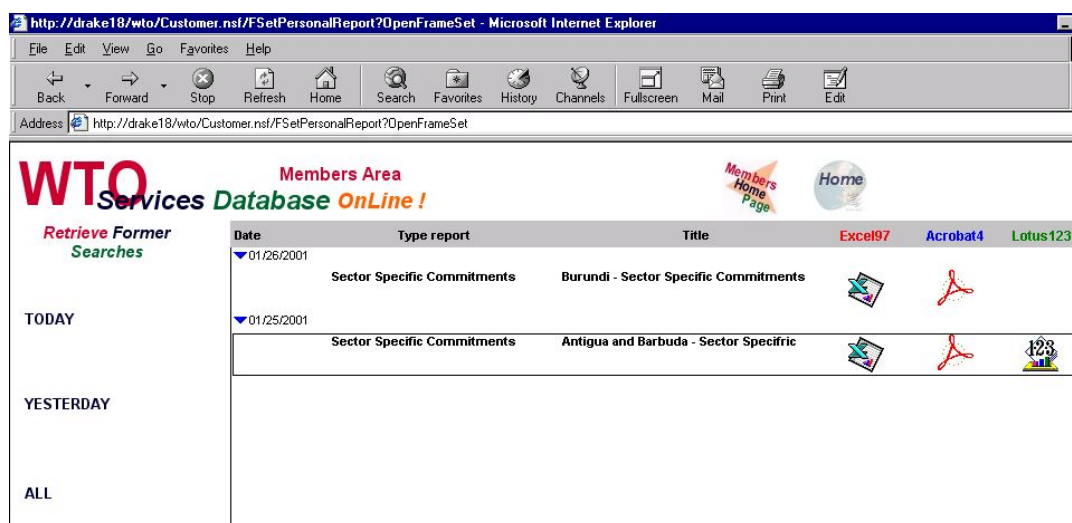 http://drake18/wto/Customer.nsf/FSetPersonalReport?OpenFrameSet - Microsoft Internet Explorer
File Edit View Go Favorites Help
Back Forward Stop Refresh Home Search Favorites History Channels Fullscreen Mail Print Edit
Address http://drake18/wto/Customer.nsf/FSetPersonalReport?OpenFrameSet
WTO Members Area
Services Database OnLine !
Members Home Page
Home
Retrieve Former
Searches
TODAY
YESTERDAY
ALL
Date Type report Title Excel97 Acrobat4 Lotus123
01/26/2001
Sector Specific Commitments Burundi - Sector Specific Commitments
01/25/2001
Sector Specific Commitments Antigua and Barbuda - Sector Specifric
123